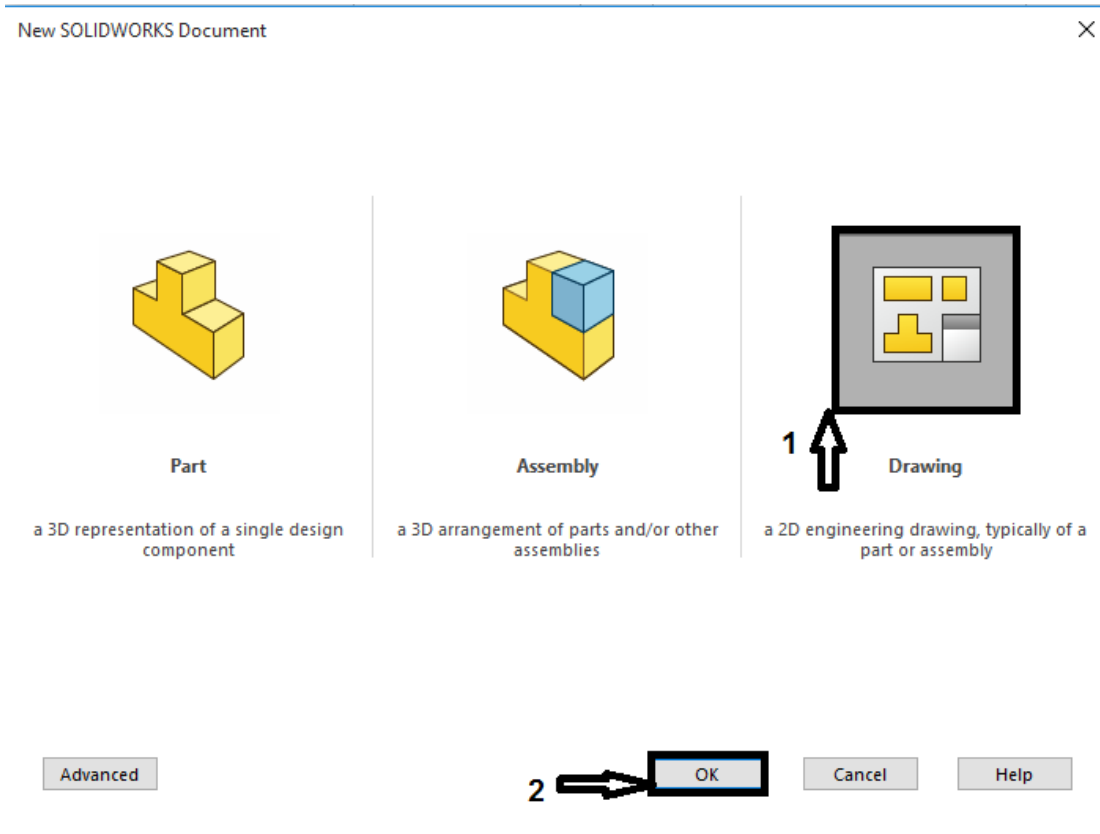 New SOLIDWORKS Document
Part
a 3D representation of a single design
component
Assembly
a 3D arrangement of parts and/or other
assemblies
1
Drawing
a 2D engineering drawing, typically of a
part or assembly
Advanced
2
OK
Cancel
Help